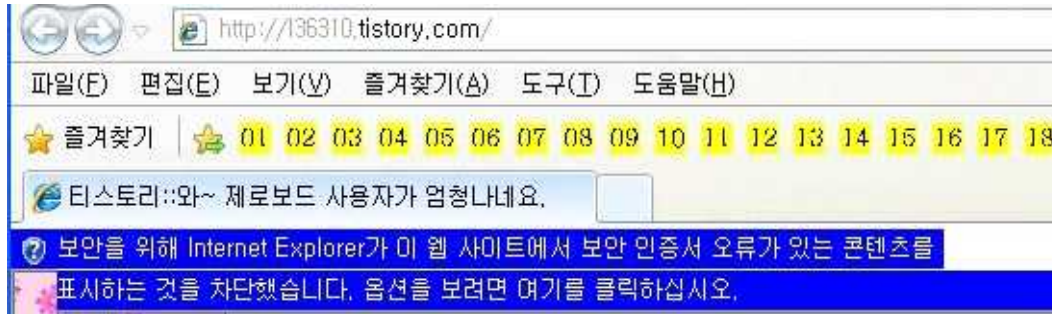 http://l36310.tistory.com/
파일(F) 편집(E) 보기(V) 즐겨찾기(A) 도구(T) 도움말(H)
즐겨찾기 01 02 03 04 05 06 07 08 09 10 11 12 13 14 15 16 17 18
티스토리::와~ 제로보드 사용자가 엄청나네요.
보안을 위해 Internet Explorer가 이 웹 사이트에서 보안 인증서 오류가 있는 콘텐츠를
표시하는 것을 차단했습니다. 옵션을 보려면 여기를 클릭하십시오.